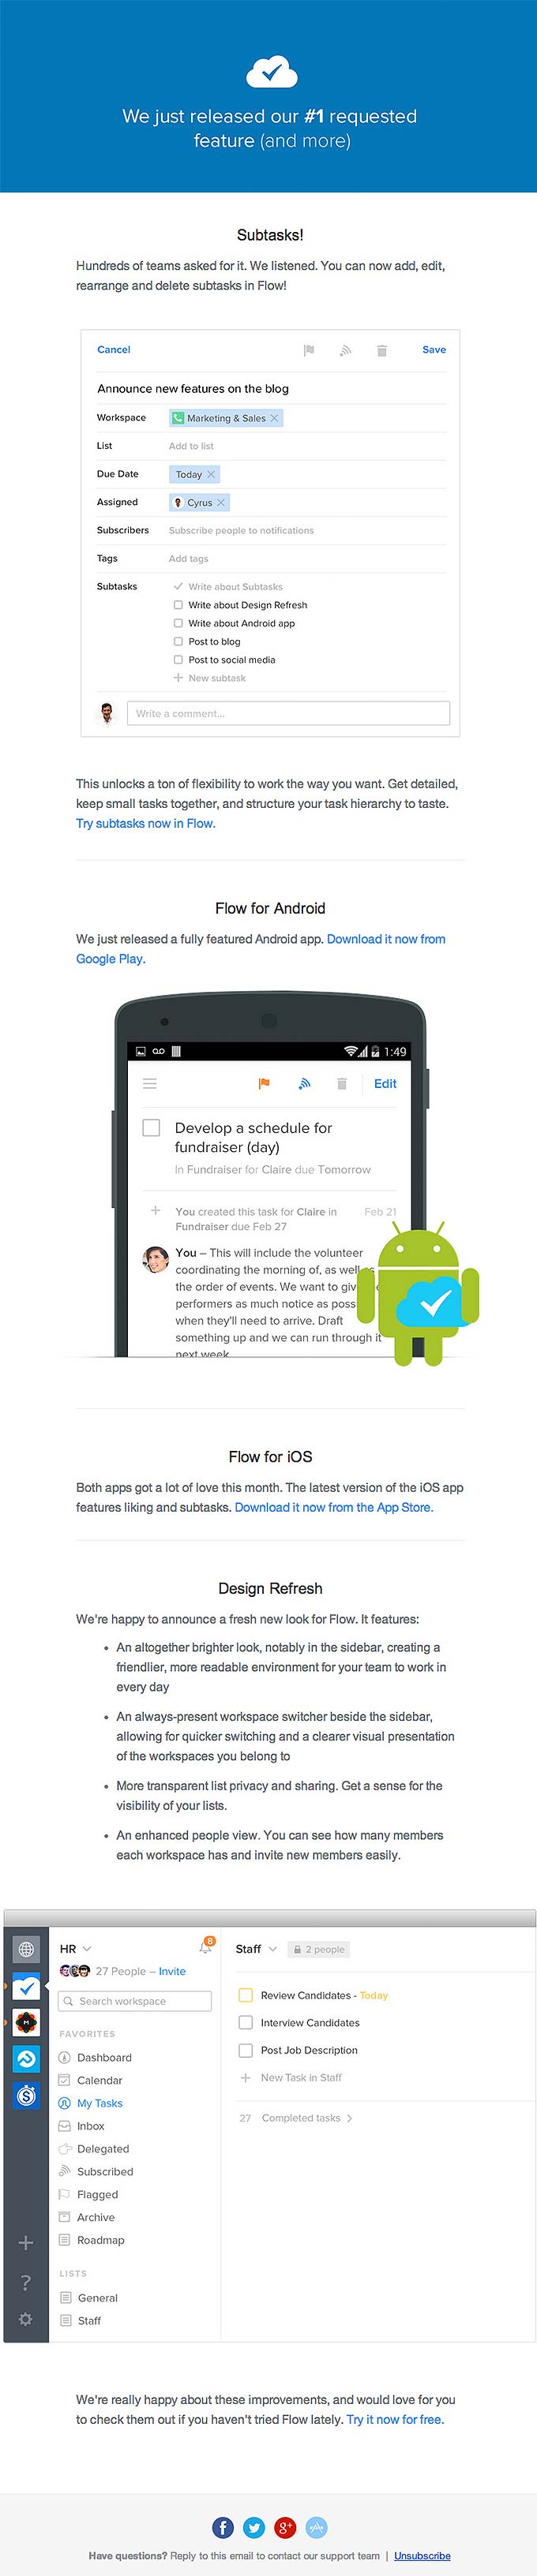 We just released our #1 requested
feature (and more)
Subtasks!
Hundreds of teams asked for it. We listened. You can now add, edit,
rearrange and delete subtasks in Flow!
Cancel Save
Announce new features on the blog
Workspace Marketing & Sales
List Add to list
Due Date Today
Assigned Cyrus
Subscribers Subscribe people to notifications
Tags Add tags
Subtasks Write about Subtasks
Write about Design Refresh
Write about Android app
Post to blog
Post to social media
New subtask
Write a comment...
This unlocks a ton of flexibility to work the way you want. Get detailed,
keep small tasks together, and structure your task hierarchy to taste.
Try subtasks now in Flow.
Flow for Android
We just released a fully featured Android app. Download it now from
Google Play.
1:49
Edit
Develop a schedule for
fundraiser (day)
In Fundraiser for Claire due Tomorrow
You created this task for Claire in Feb 21
Fundraiser due Feb 27
You – This will include the volunteer
coordinating the morning of, as well as
the order of events. We want to giv
performers as much notice as poss
when they'll need to arrive. Draft
something up and we can run through it
next week
Flow for iOS
Both apps got a lot of love this month. The latest version of the iOS app
features liking and subtasks. Download it now from the App Store.
Design Refresh
We're happy to announce a fresh new look for Flow. It features:
• An altogether brighter look, notably in the sidebar, creating a
friendlier, more readable environment for your team to work in
every day
• An always-present workspace switcher beside the sidebar,
allowing for quicker switching and a clearer visual presentation
of the workspaces you belong to
• More transparent list privacy and sharing. Get a sense for the
visibility of your lists.
• An enhanced people view. You can see how many members
each workspace has and invite new members easily.
HR 8 Staff 2 people
27 People – Invite
Search workspace
Review Candidates - Today
Interview Candidates
FAVORITES
Post Job Description
Dashboard
New Task in Staff
Calendar
My Tasks
27 Completed tasks
Inbox
Delegated
Subscribed
Flagged
Archive
Roadmap
LISTS
General
Staff
We're really happy about these improvements, and would love for you
to check them out if you haven't tried Flow lately. Try it now for free.
Have questions? Reply to this email to contact our support team | Unsubscribe